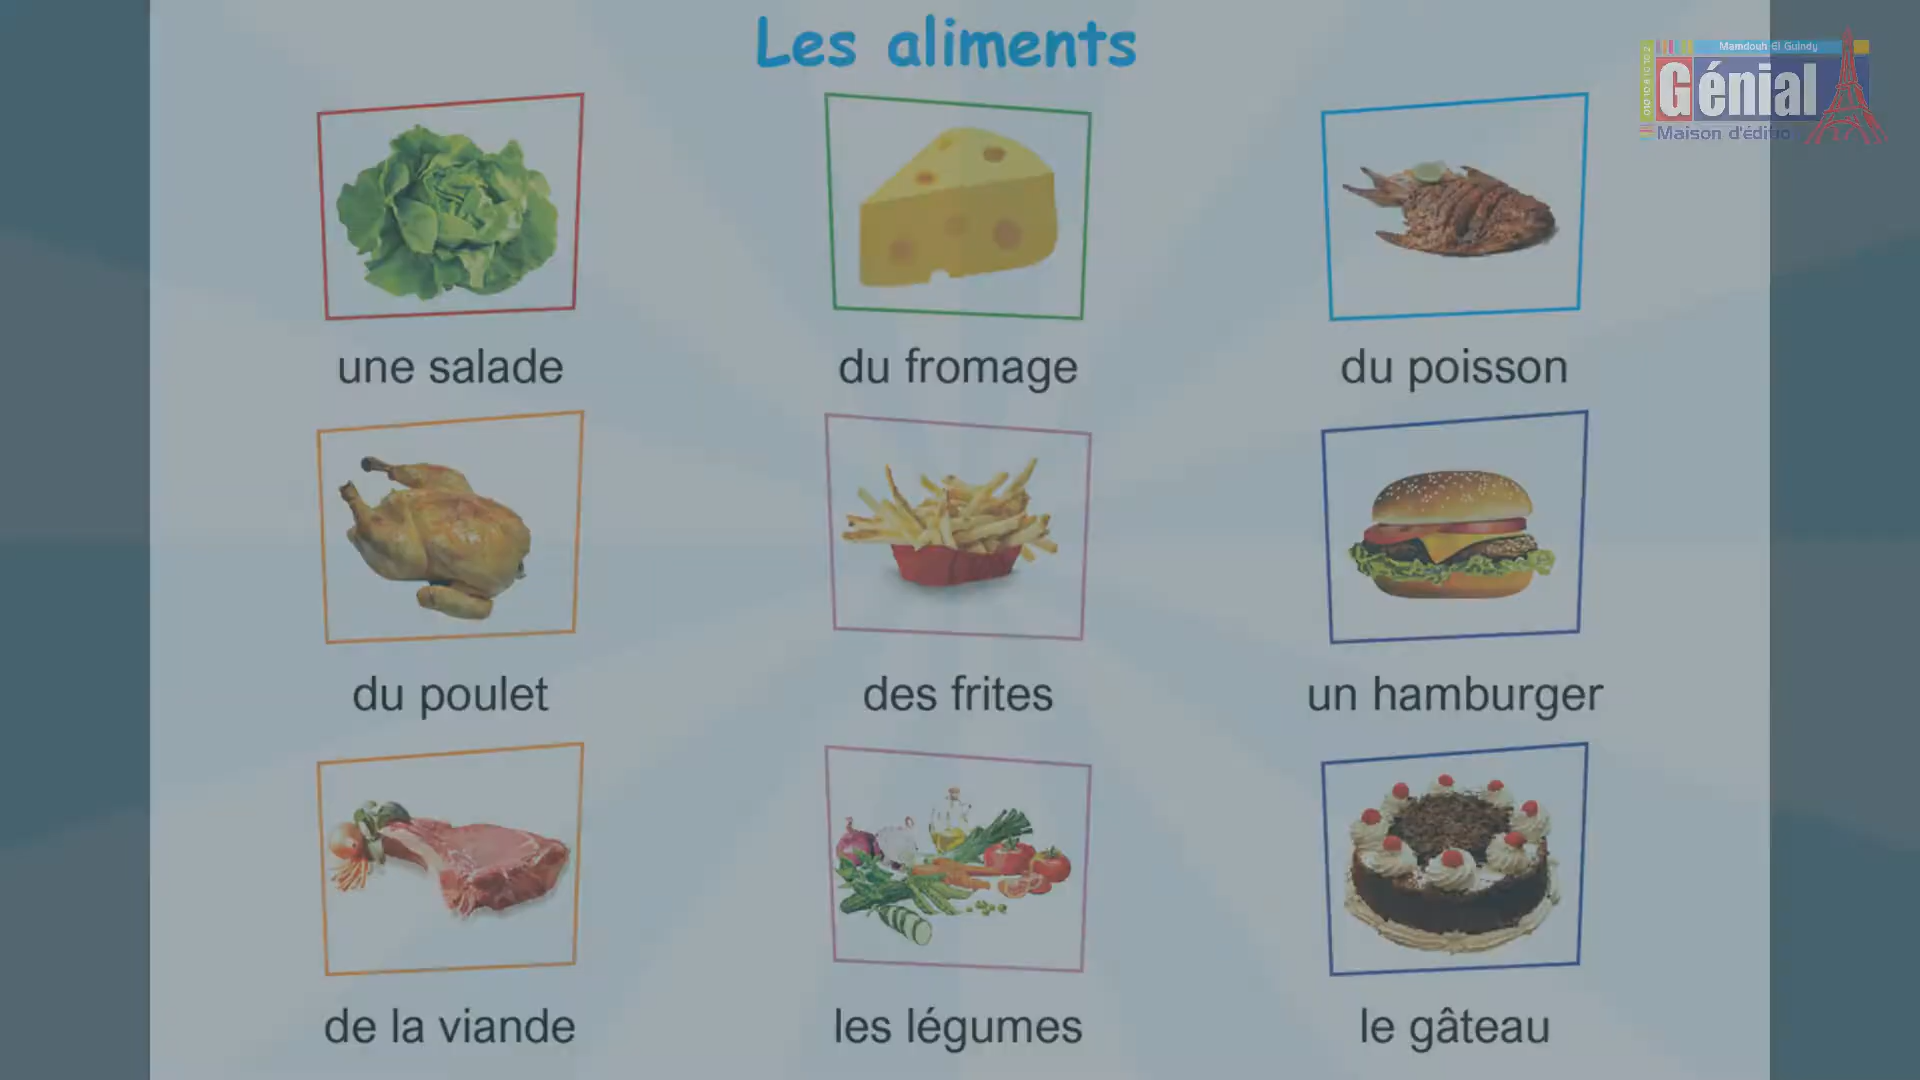 Les aliments
Mamdouh El Guindy
Génial
Maison d'éditio
une salade
du fromage
du poisson
du poulet
des frites
un hamburger
de la viande
les légumes
le gâteau